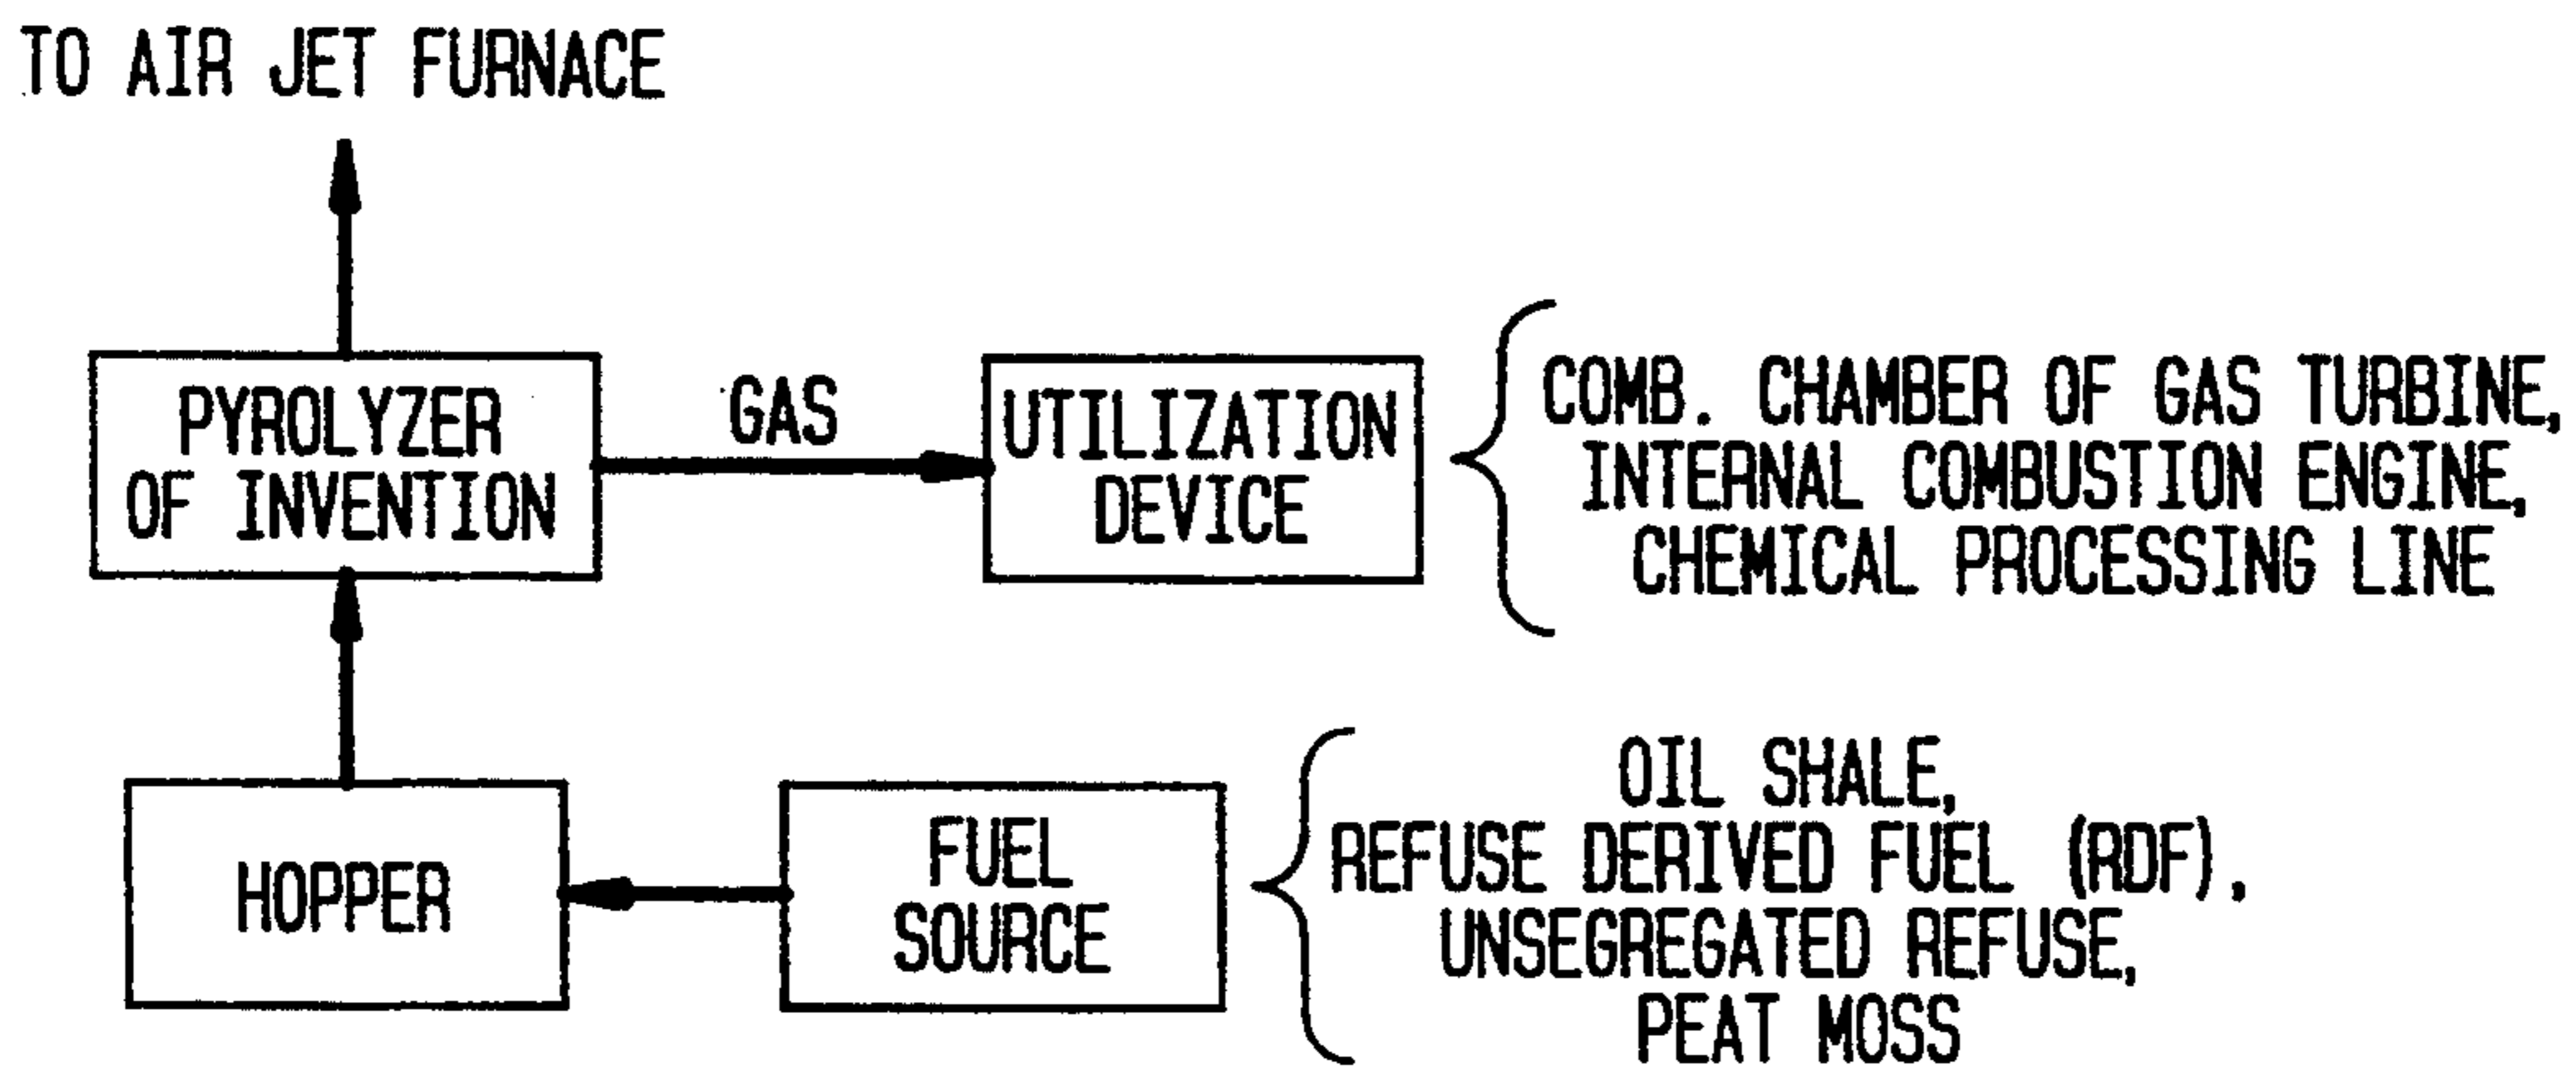 TO AIR JET FURNACE
PYROLYZER
OF INVENTION
GAS
UTILIZATION
DEVICE
COMB. CHAMBER OF GAS TURBINE,
INTERNAL COMBUSTION ENGINE,
CHEMICAL PROCESSING LINE
HOPPER
FUEL
SOURCE
OIL SHALE,
REFUSE DERIVED FUEL (RDF),
UNSEGREGATED REFUSE,
PEAT MOSS